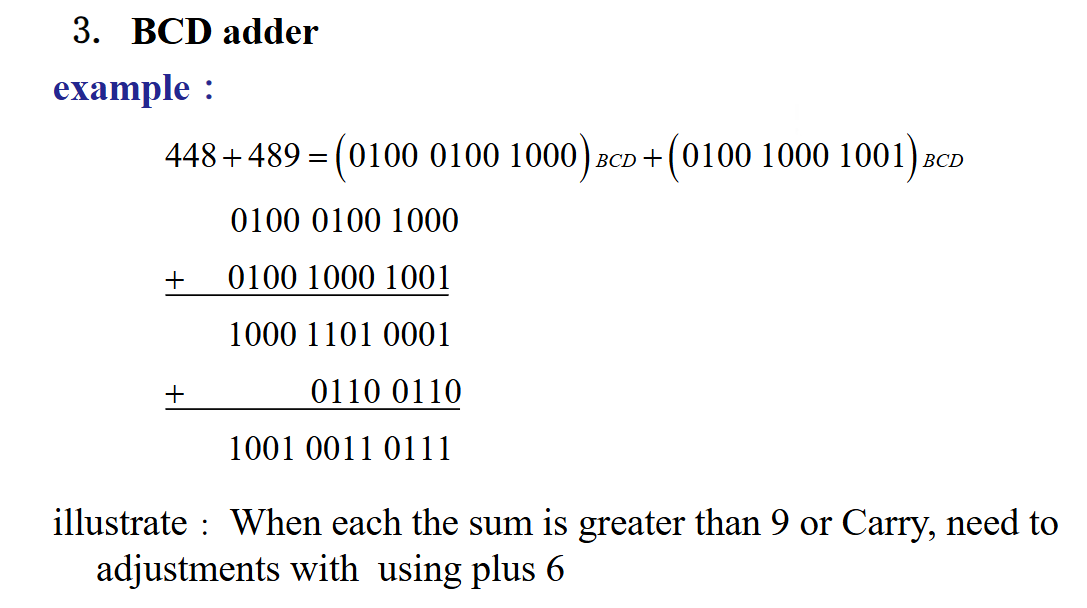 3. BCD adder
example：
448 + 489 = (0100 0100 1000) BCD + (0100 1000 1001) BCD
0100 0100 1000
+ 0100 1000 1001
1000 1101 0001
+ 0110 0110
1001 0011 0111
illustrate： When each the sum is greater than 9 or Carry, need to
adjustments with using plus 6